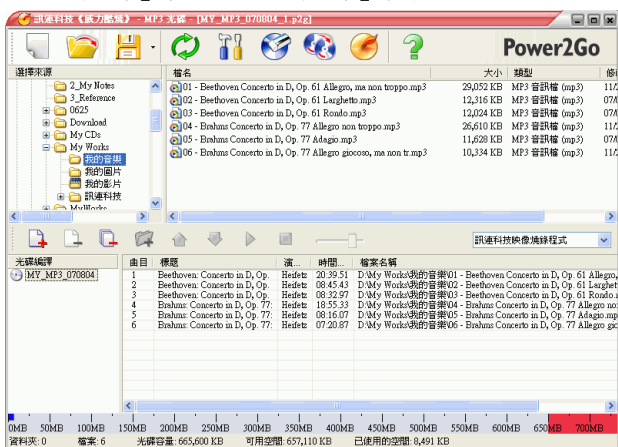 訊連科技《威力酷燒》 - MP3 光碟 - [MY_MP3_070804_1.p2g]
Power2Go
選擇來源
檔名 大小 類型
2_My Notes
3_Reference
0625
Download
My CDs
My Works
我的音樂
我的圖片
我的影片
訊連科技
MyWorks
01 - Beethoven Concerto in D, Op. 61 Allegro, ma non troppo.mp3 29,052 KB MP3 音訊檔 (mp3) 11/
02 - Beethoven Concerto in D, Op. 61 Larghetto.mp3 12,316 KB MP3 音訊檔 (mp3) 07/
03 - Beethoven Concerto in D, Op. 61 Rondo.mp3 12,024 KB MP3 音訊檔 (mp3) 07/
04 - Brahms Concerto in D, Op. 77 Allegro non troppo.mp3 26,610 KB MP3 音訊檔 (mp3) 11/
05 - Brahms Concerto in D, Op. 77 Adagio.mp3 11,628 KB MP3 音訊檔 (mp3) 07/
06 - Brahms Concerto in D, Op. 77 Allegro giocoso, ma non tr.mp3 10,334 KB MP3 音訊檔 (mp3) 11/
訊連科技映像燒錄程式
光碟編譯
MY_MP3_070804
曲目 標題 演... 時間... 檔案名稱
1 Beethoven: Concerto in D, Op. Heifetz 20:39.51 D:\My Works\我的音樂\01 - Beethoven Concerto in D, Op. 61 Allegro,
2 Beethoven: Concerto in D, Op. Heifetz 08:45.43 D:\My Works\我的音樂\02 - Beethoven Concerto in D, Op. 61 Larghet
3 Beethoven: Concerto in D, Op. Heifetz 08:32.97 D:\My Works\我的音樂\03 - Beethoven Concerto in D, Op. 61 Rondo.m
4 Brahms: Concerto in D, Op. 77: Heifetz 18:55.33 D:\My Works\我的音樂\04 - Brahms Concerto in D, Op. 77 Allegro no
5 Brahms: Concerto in D, Op. 77: Heifetz 08:16.07 D:\My Works\我的音樂\05 - Brahms Concerto in D, Op. 77 Adagio.mp
6 Brahms: Concerto in D, Op. 77: Heifetz 07:20.87 D:\My Works\我的音樂\06 - Brahms Concerto in D, Op. 77 Allegro gio
0MB 50MB 100MB 150MB 200MB 250MB 300MB 350MB 400MB 450MB 500MB 550MB 600MB 650MB 700MB
資料夾: 0 檔案: 6 光碟容量: 665,600 KB 可用空間: 657,110 KB 已使用的空間: 8,491 KB